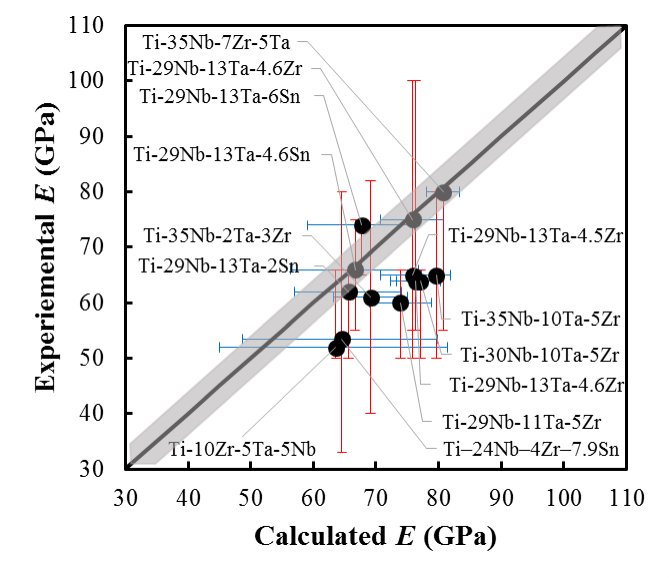 110
100
90
80
70
60
50
40
30
Experiemental E (GPa)
Ti-35Nb-7Zr-5Ta
Ti-29Nb-13Ta-4.6Zr
Ti-29Nb-13Ta-6Sn
Ti-29Nb-13Ta-4.6Sn
Ti-35Nb-2Ta-3Zr
Ti-29Nb-13Ta-2Sn
Ti-10Zr-5Ta-5Nb
Ti-29Nb-13Ta-4.5Zr
Ti-35Nb-10Ta-5Zr
Ti-30Nb-10Ta-5Zr
Ti-29Nb-13Ta-4.6Zr
Ti-29Nb-11Ta-5Zr
Ti–24Nb–4Zr–7.9Sn
30 40 50 60 70 80 90 100 110
Calculated E (GPa)